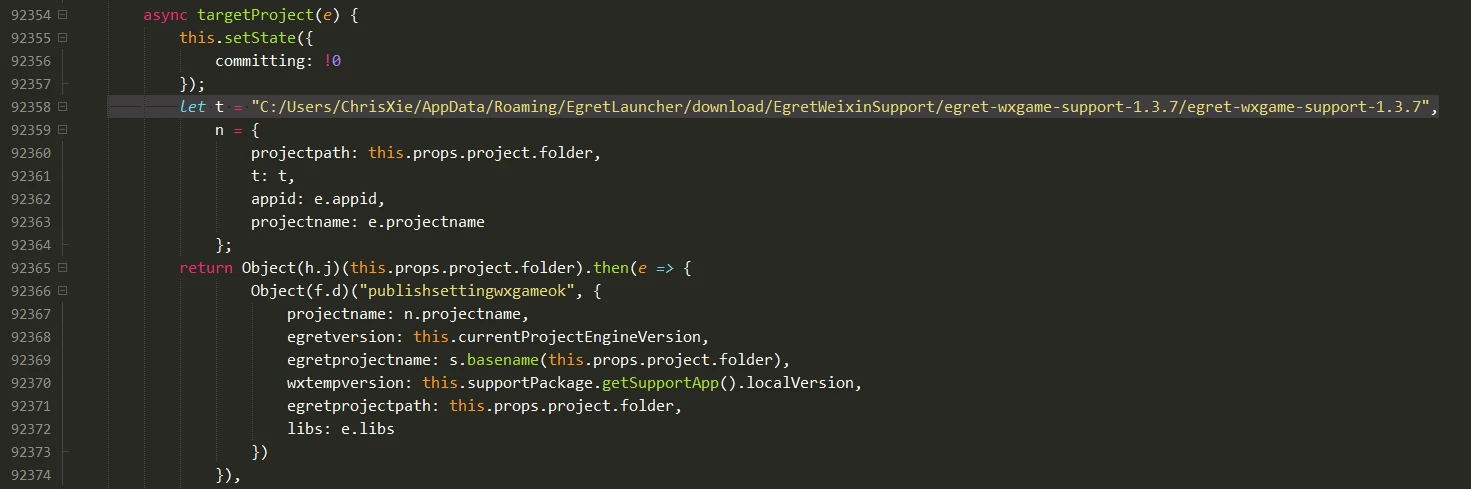 92354 async targetProject(e) {
92355 this.setState({
92356 committing: !0
92357 });
92358 let t = "C:/Users/ChrisXie/AppData/Roaming/EgretLauncher/download/EgretWeixinSupport/egret-wxgame-support-1.3.7/egret-wxgame-support-1.3.7",
92359 n = {
92360 projectpath: this.props.project.folder,
92361 t: t,
92362 appid: e.appid,
92363 projectname: e.projectname
92364 };
92365 return Object(h.j)(this.props.project.folder).then(e => {
92366 Object(f.d)("publishsettingwxgameok", {
92367 projectname: n.projectname,
92368 egretversion: this.currentProjectEngineVersion,
92369 egretprojectname: s.basename(this.props.project.folder),
92370 wxtempversion: this.supportPackage.getSupportApp().localVersion,
92371 egretprojectpath: this.props.project.folder,
92372 libs: e.libs
92373 })
92374 }),